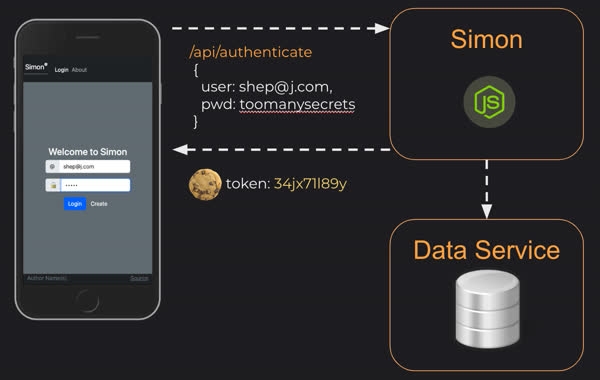 Simon®
Login About
Welcome to Simon
@ shep@j.com
•••••
Login Create
Author Name(s) Source
/api/authenticate
{
user: shep@j.com,
pwd: toomanysecrets
}
token: 34jx71l89y
Simon
JS
Data Service